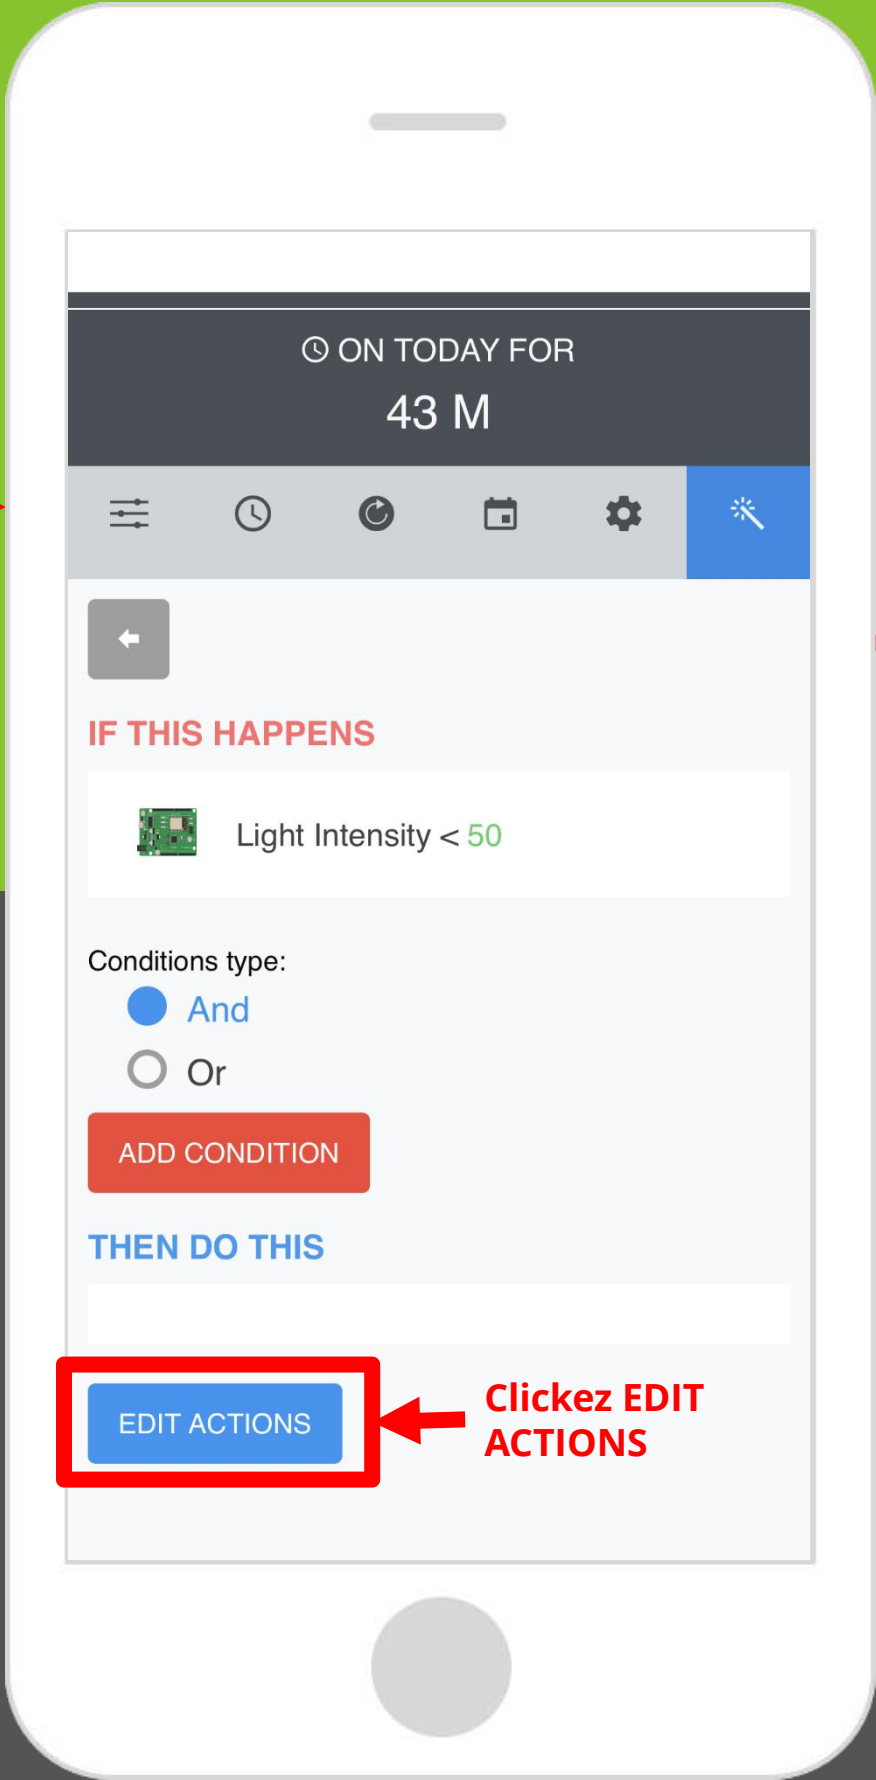 ON TODAY FOR
43 M
IF THIS HAPPENS
Light Intensity < 50
Conditions type:
And
Or
ADD CONDITION
THEN DO THIS
EDIT ACTIONS
Clickez EDIT
ACTIONS